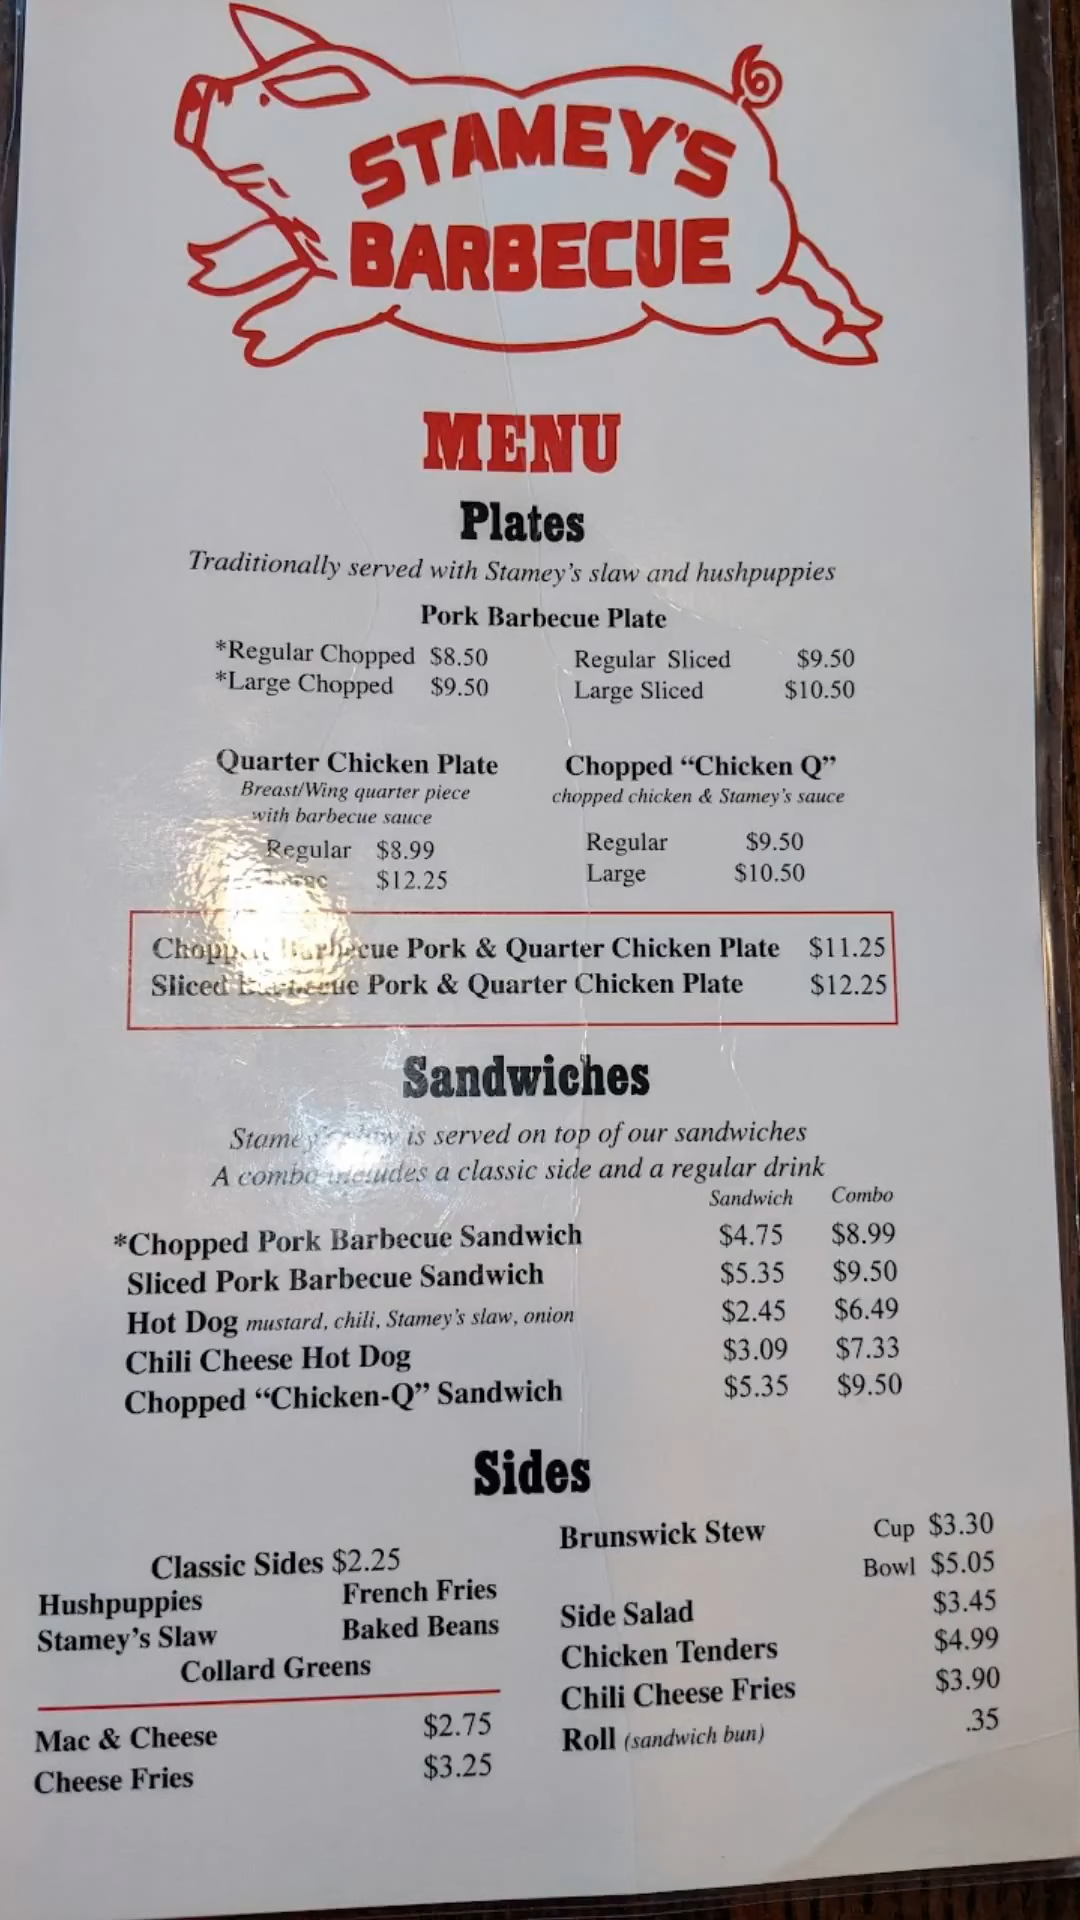 STAMEY'S
BARBECUE
MENU
Plates
Traditionally served with Stamey's slaw and hushpuppies
Pork Barbecue Plate
*Regular Chopped $8.50 Regular Sliced $9.50
*Large Chopped $9.50 Large Sliced $10.50
Quarter Chicken Plate
Breast/Wing quarter piece
with barbecue sauce
Regular $8.99
$12.25
Chopped “Chicken Q”
chopped chicken & Stamey's sauce
Regular $9.50
Large $10.50
Chopped Barbecue Pork & Quarter Chicken Plate $11.25
Sliced Barbecue Pork & Quarter Chicken Plate $12.25
Sandwiches
Stamey's slaw is served on top of our sandwiches
A combo includes a classic side and a regular drink
Sandwich Combo
*Chopped Pork Barbecue Sandwich $4.75 $8.99
Sliced Pork Barbecue Sandwich $5.35 $9.50
Hot Dog mustard, chili, Stamey's slaw, onion $2.45 $6.49
Chili Cheese Hot Dog $3.09 $7.33
Chopped “Chicken-Q” Sandwich $5.35 $9.50
Sides
Classic Sides $2.25
Hushpuppies French Fries
Stamey's Slaw Baked Beans
Collard Greens
Mac & Cheese $2.75
Cheese Fries $3.25
Brunswick Stew Cup $3.30
Bowl $5.05
Side Salad $3.45
Chicken Tenders $4.99
Chili Cheese Fries $3.90
Roll (sandwich bun) .35